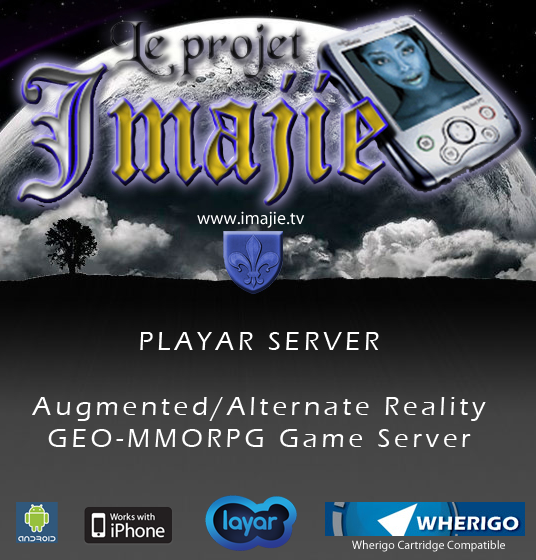 Le projet
Imajie
www.imajie.tv
PLAYAR SERVER
Augmented/Alternate Reality
GEO-MMORPG Game Server
ANDROID
Works with
iPhone
layar
WHERIGO
Wherigo Cartridge Compatible